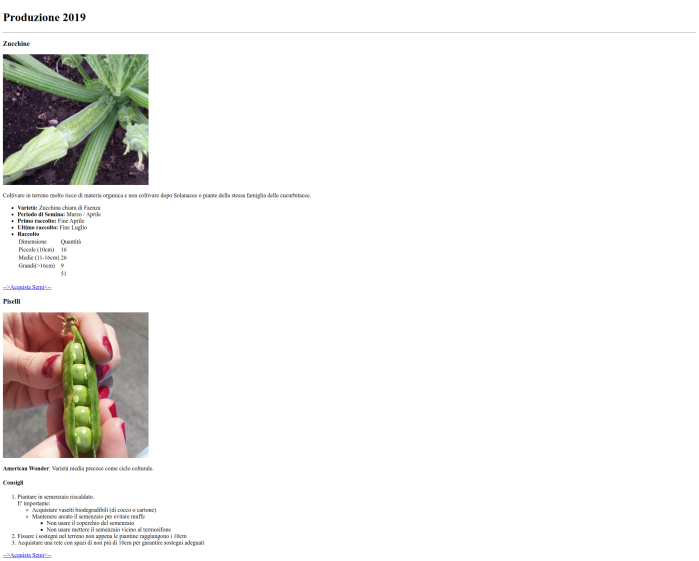 Produzione 2019
Zucchine
Coltivare in terreno molto ricco di materia organica e non coltivare dopo Solanacee o piante della stessa famiglia delle cucurbitacee.
Varietà: Zucchina chiara di Faenza
Periodo di Semina: Marzo / Aprile
Primo raccolto: Fine Aprile
Ultimo raccolto: Fine Luglio
Raccolto
Dimensione Quantità
Piccole (10cm) 16
Medie (11-16cm) 26
Grandi(>16cm) 9
51
-->Acquista Semi<--
Piselli
American Wonder: Varietà media precoce come ciclo colturale.
Consigli
1. Piantare in semenzaio riscaldato.
E' importante:
Acquistare vasetti biodegradibili (di cocco o cartone)
Mantenere areato il semenzaio per evitare muffe
Non usare il coperchio del semenzaio
Non usare mettere il semenzaio vicino al termosifone
2. Fissare i sostegni nel terreno non appena le piantine raggiungono i 10cm
3. Acquistare una rete con spazi di non più di 10cm per garantire sostegni adeguati
-->Acquista Semi<--